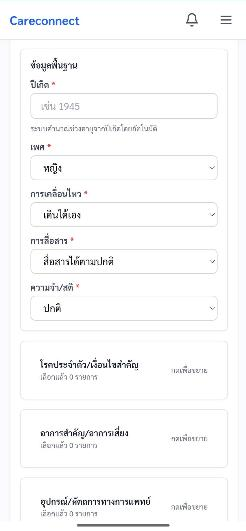 Careconnect
ข้อมูลพื้นฐาน
ปีเกิด *
เช่น 1945
ระบบคำนวณช่วงอายุจากปีเกิดโดยอัตโนมัติ
เพศ *
หญิง
การเคลื่อนไหว *
เดินได้เอง
การสื่อสาร *
สื่อสารได้ตามปกติ
ความจำ/สติ *
ปกติ
โรคประจำตัว/เงื่อนไขสำคัญ
เลือกแล้ว 0 รายการ
กดเพื่อขยาย
อาการสำคัญ/อาการเสี่ยง
เลือกแล้ว 0 รายการ
กดเพื่อขยาย
อุปกรณ์/หัตถการทางการแพทย์
เลือกแล้ว 0 รายการ
กดเพื่อขยาย